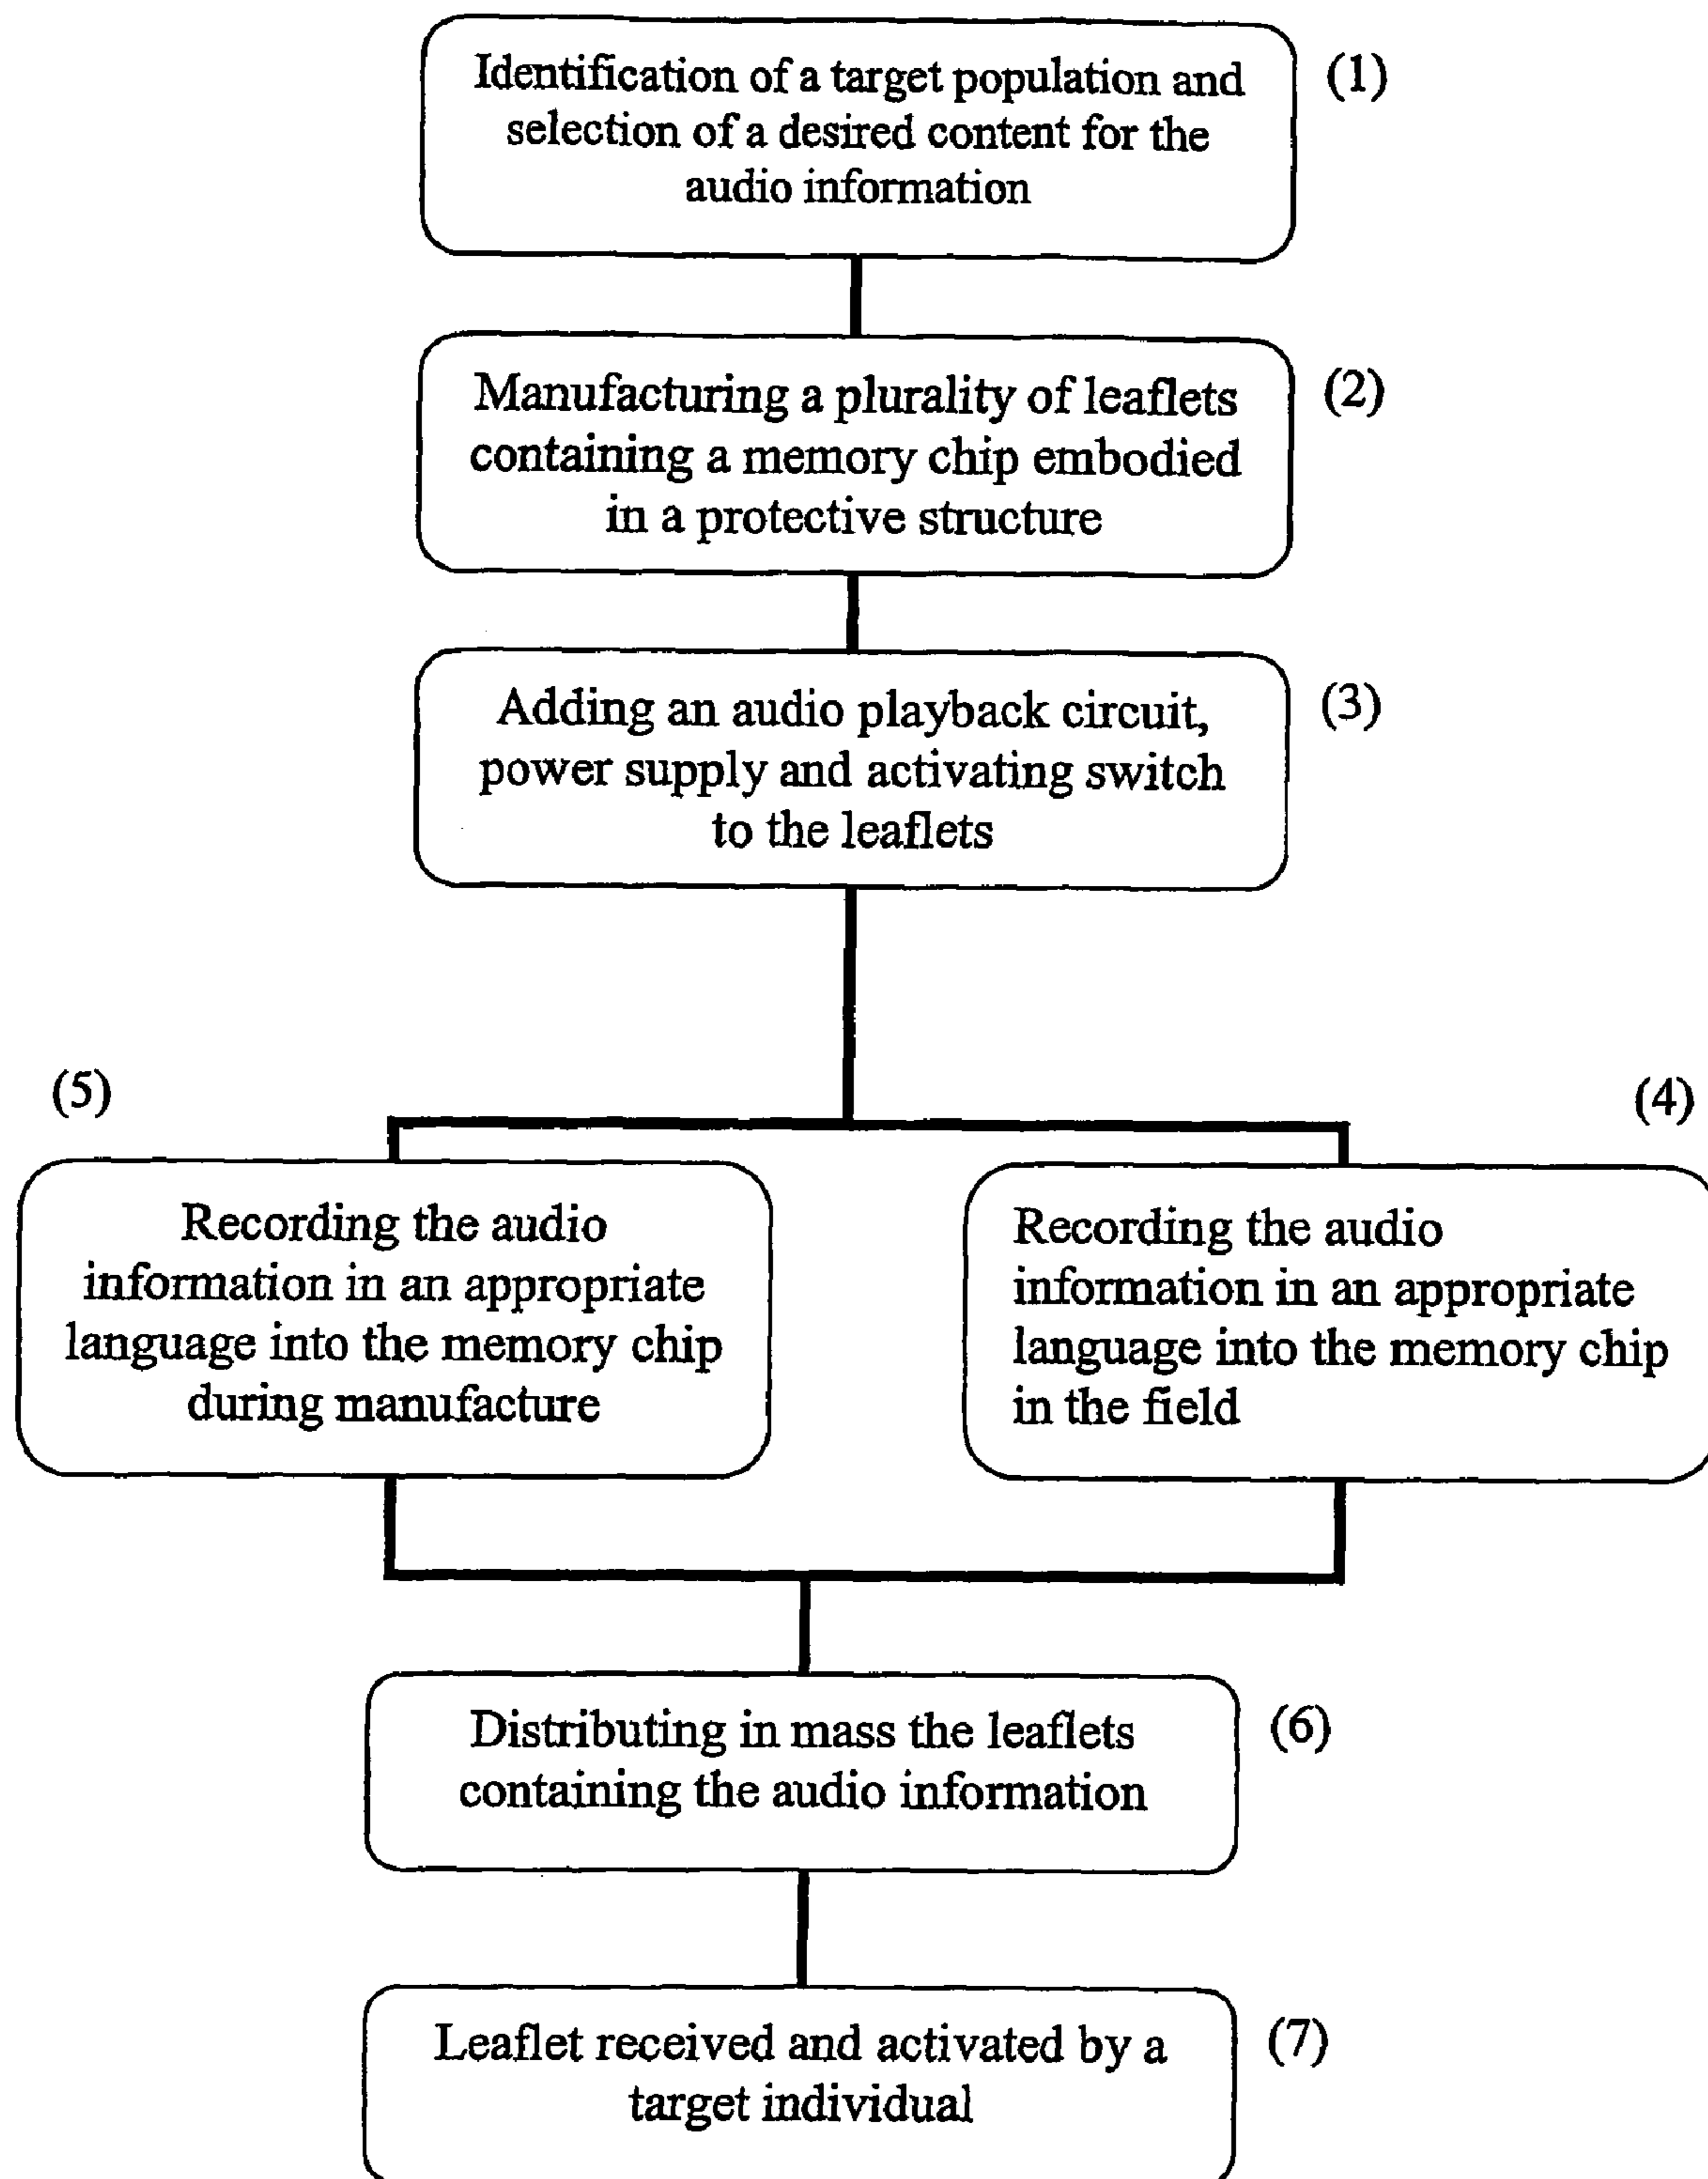 Identification of a target population and
selection of a desired content for the
audio information
(1)
Manufacturing a plurality of leaflets
containing a memory chip embodied
in a protective structure
(2)
Adding an audio playback circuit,
power supply and activating switch
to the leaflets
(3)
(5)
Recording the audio
information in an appropriate
language into the memory chip
during manufacture
(4)
Recording the audio
information in an appropriate
language into the memory chip
in the field
Distributing in mass the leaflets
containing the audio information
(6)
Leaflet received and activated by a
target individual
(7)